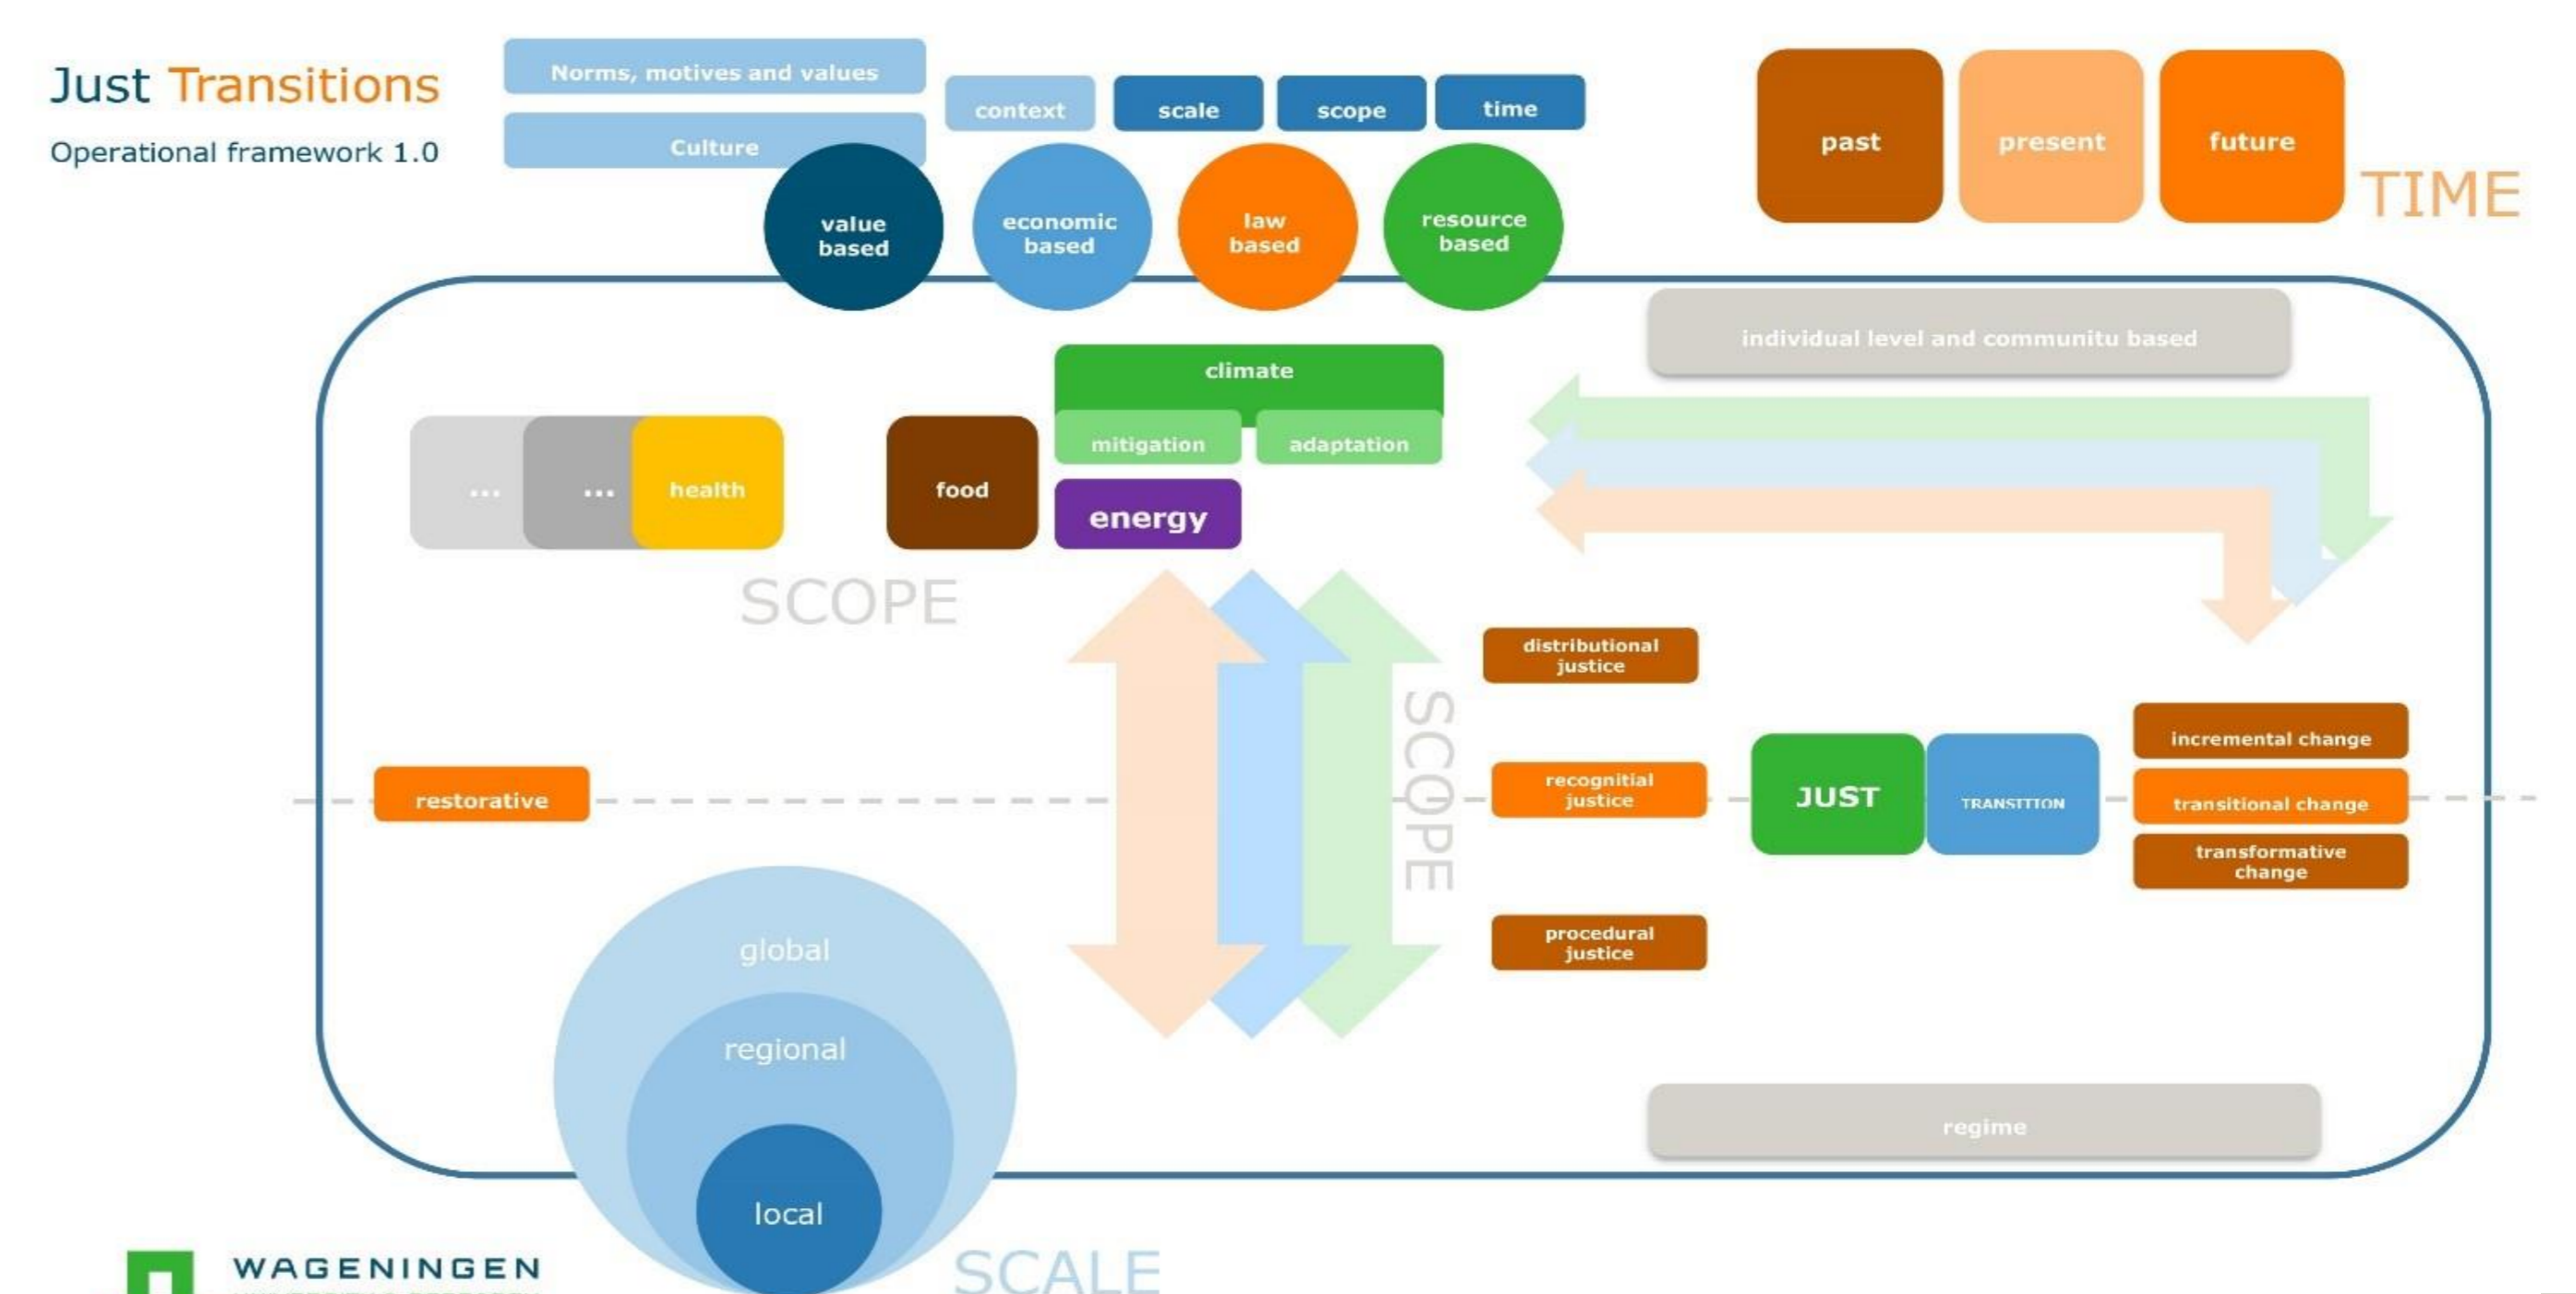 Just Transitions
Operational framework 1.0
Norms, motives and values
Culture
context
scale
scope
time
value
based
economic
based
law
based
resource
based
past
present
future
TIME
individual level and communitu based
climate
mitigation
adaptation
...
...
health
food
energy
SCOPE
SCOPE
distributional
justice
restorative
recognitial
justice
procedural
justice
JUST
TRANSITION
incremental change
transitional change
transformative
change
global
regional
local
regime
SCALE
WAGENINGEN